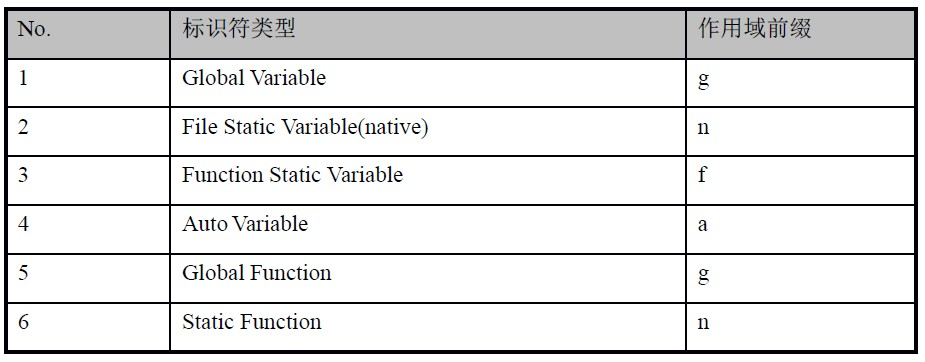 No. 标识符类型 作用域前缀
1 Global Variable g
2 File Static Variable(native) n
3 Function Static Variable f
4 Auto Variable a
5 Global Function g
6 Static Function n